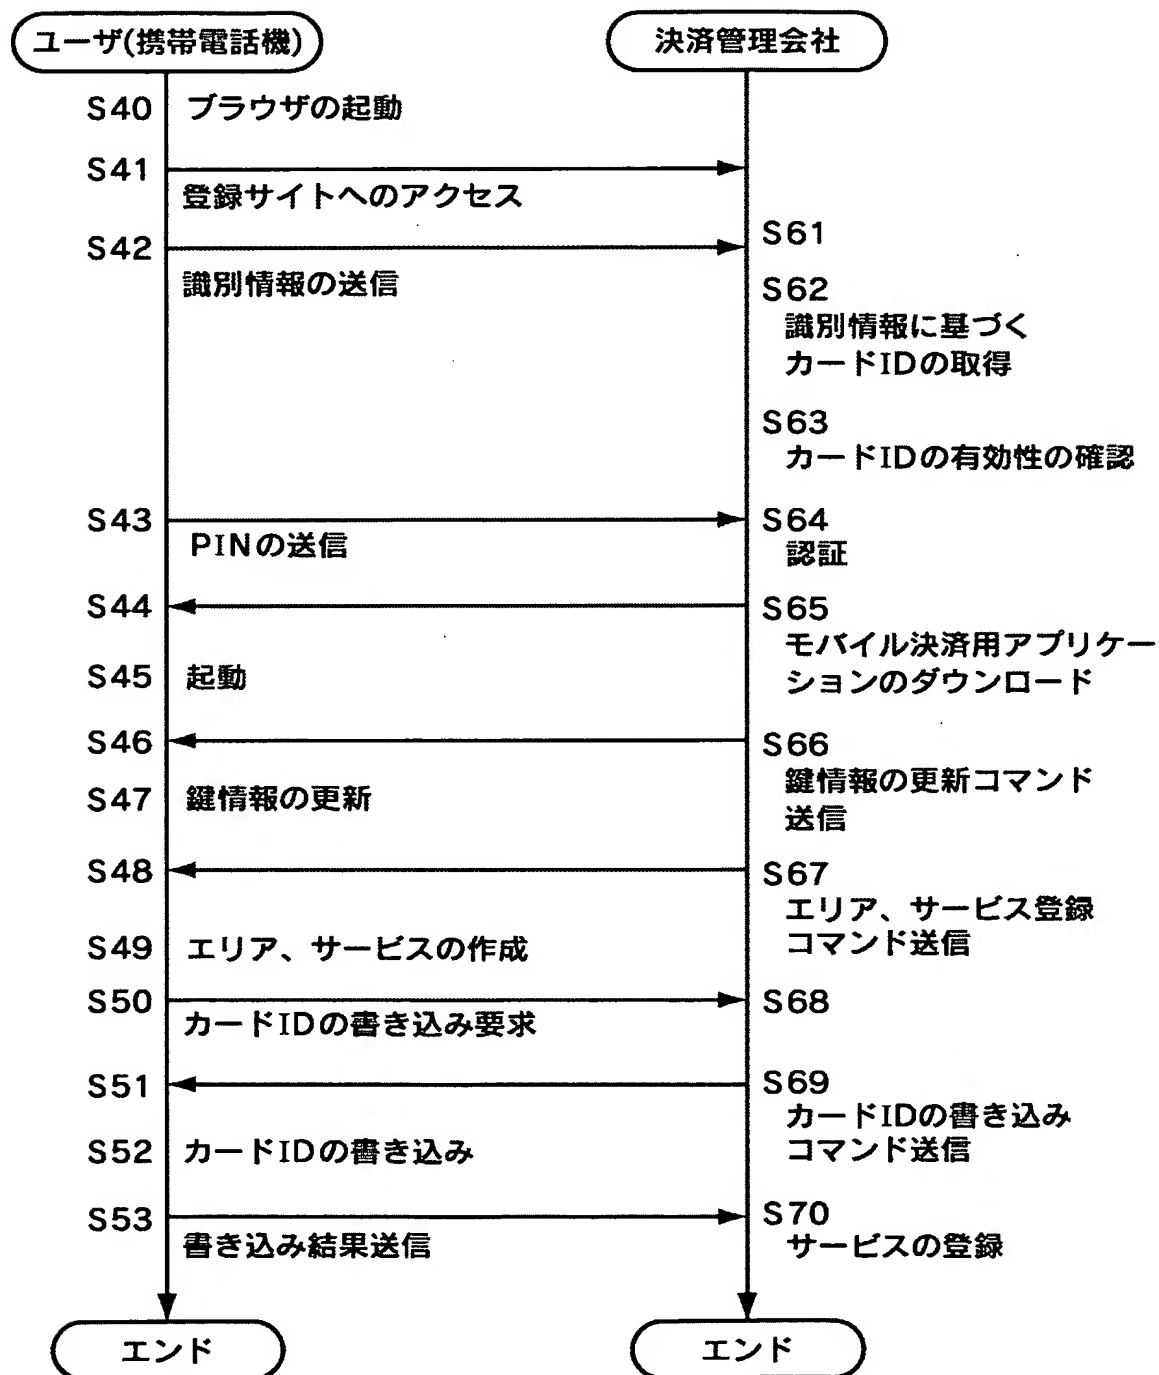 ユーザ(携帯電話機)
決済管理会社
S40 ブラウザの起動
S41
登録サイトへのアクセス
S42
S61
識別情報の送信
S62
識別情報に基づく
カードIDの取得
S63
カードIDの有効性の確認
S43
PINの送信
S64
認証
S44
S65
モバイル決済用アプリケー
ションのダウンロード
S45 起動
S46
S66
鍵情報の更新コマンド
送信
S47 鍵情報の更新
S48
S67
エリア、サービス登録
コマンド送信
S49 エリア、サービスの作成
S50
カードIDの書き込み要求
S68
S51
S69
カードIDの書き込み
コマンド送信
S52 カードIDの書き込み
S53
書き込み結果送信
S70
サービスの登録
エンド
エンド